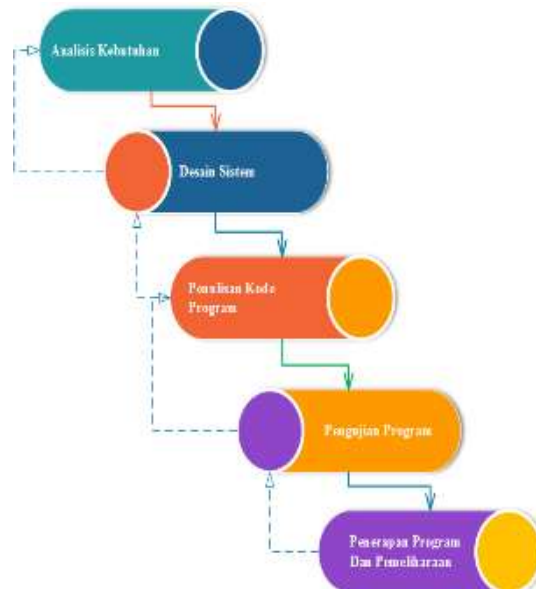 Analisis Kebutuhan
Desain Sistem
Penulisan Kode
Program
Pengujian Program
Penerapan Program
Dan Pemeliharaan